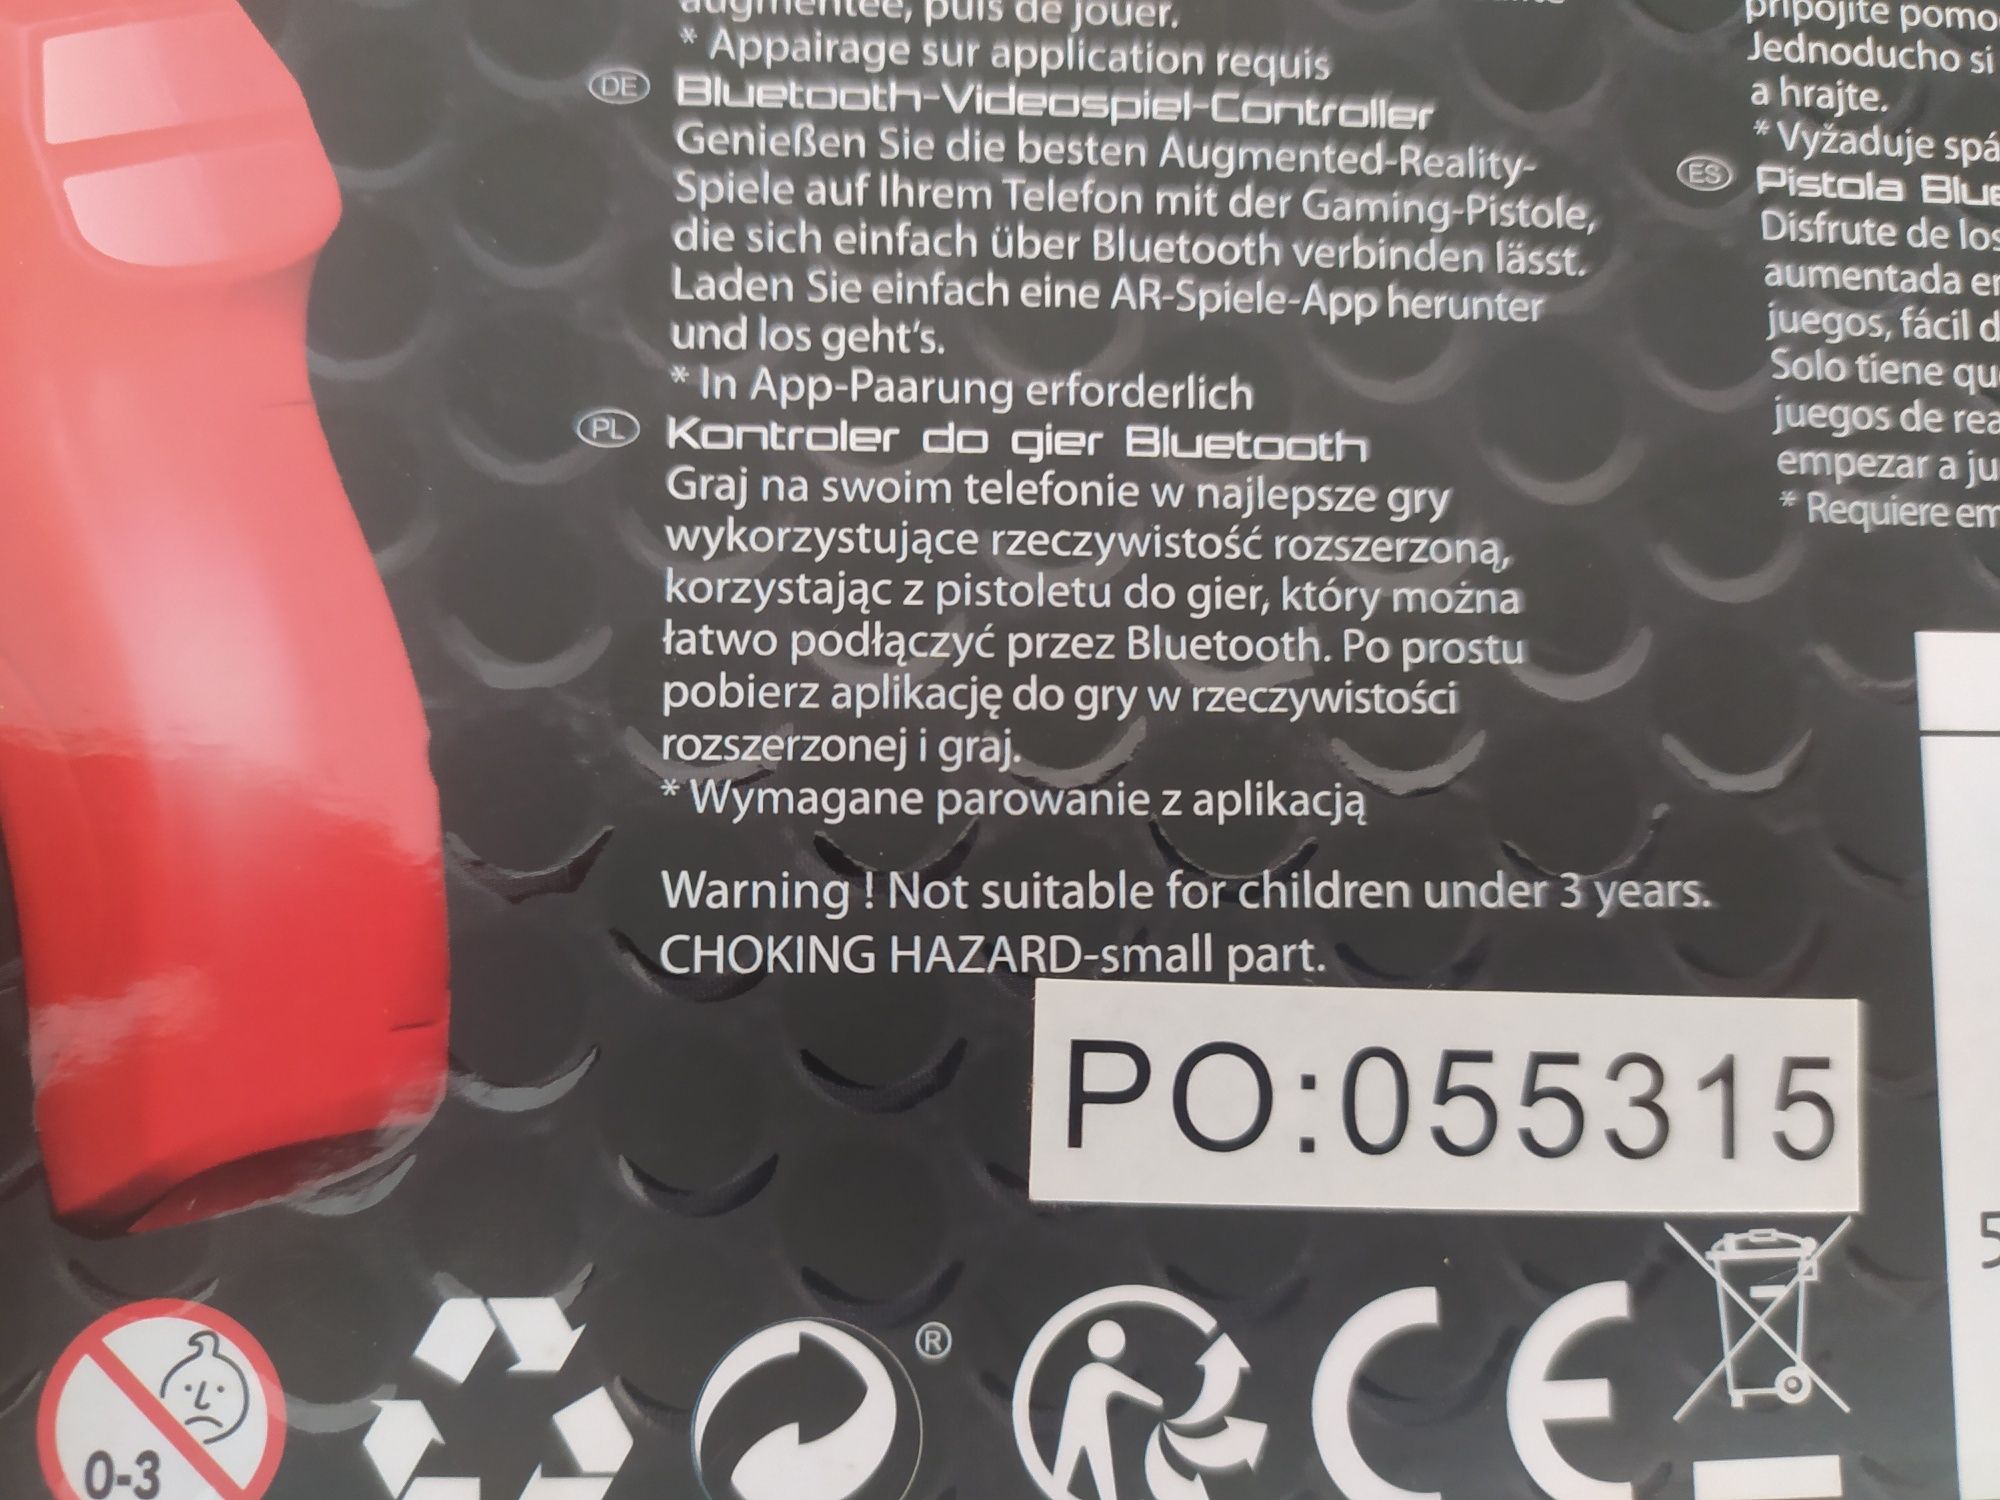 puis de jouer.
* Appairage sur application requis
DE Bluetooth-Videospiel-Controller
Genießen Sie die besten Augmented-Reality-
Spiele auf Ihrem Telefon mit der Gaming-Pistole,
die sich einfach über Bluetooth verbinden lässt.
Laden Sie einfach eine AR-Spiele-App herunter
und los geht's.
* In App-Paarung erforderlich
PL Kontroler do gier Bluetooth
Graj na swoim telefonie w najlepsze gry
wykorzystujące rzeczywistość rozszerzoną,
korzystając z pistoletu do gier, który można
łatwo podłączyć przez Bluetooth. Po prostu
pobierz aplikację do gry w rzeczywistości
rozszerzonej i graj.
* Wymagane parowanie z aplikacją
Warning ! Not suitable for children under 3 years.
CHOKING HAZARD-small part.
PO:055315
0-3
®
CE
Jednoducho si
a hrajte.
* Vyžaduje
ES Pistola
Disfrute de los
aumentada
juegos, fácil
Solo tiene
juegos de
empezar a
* Requiere